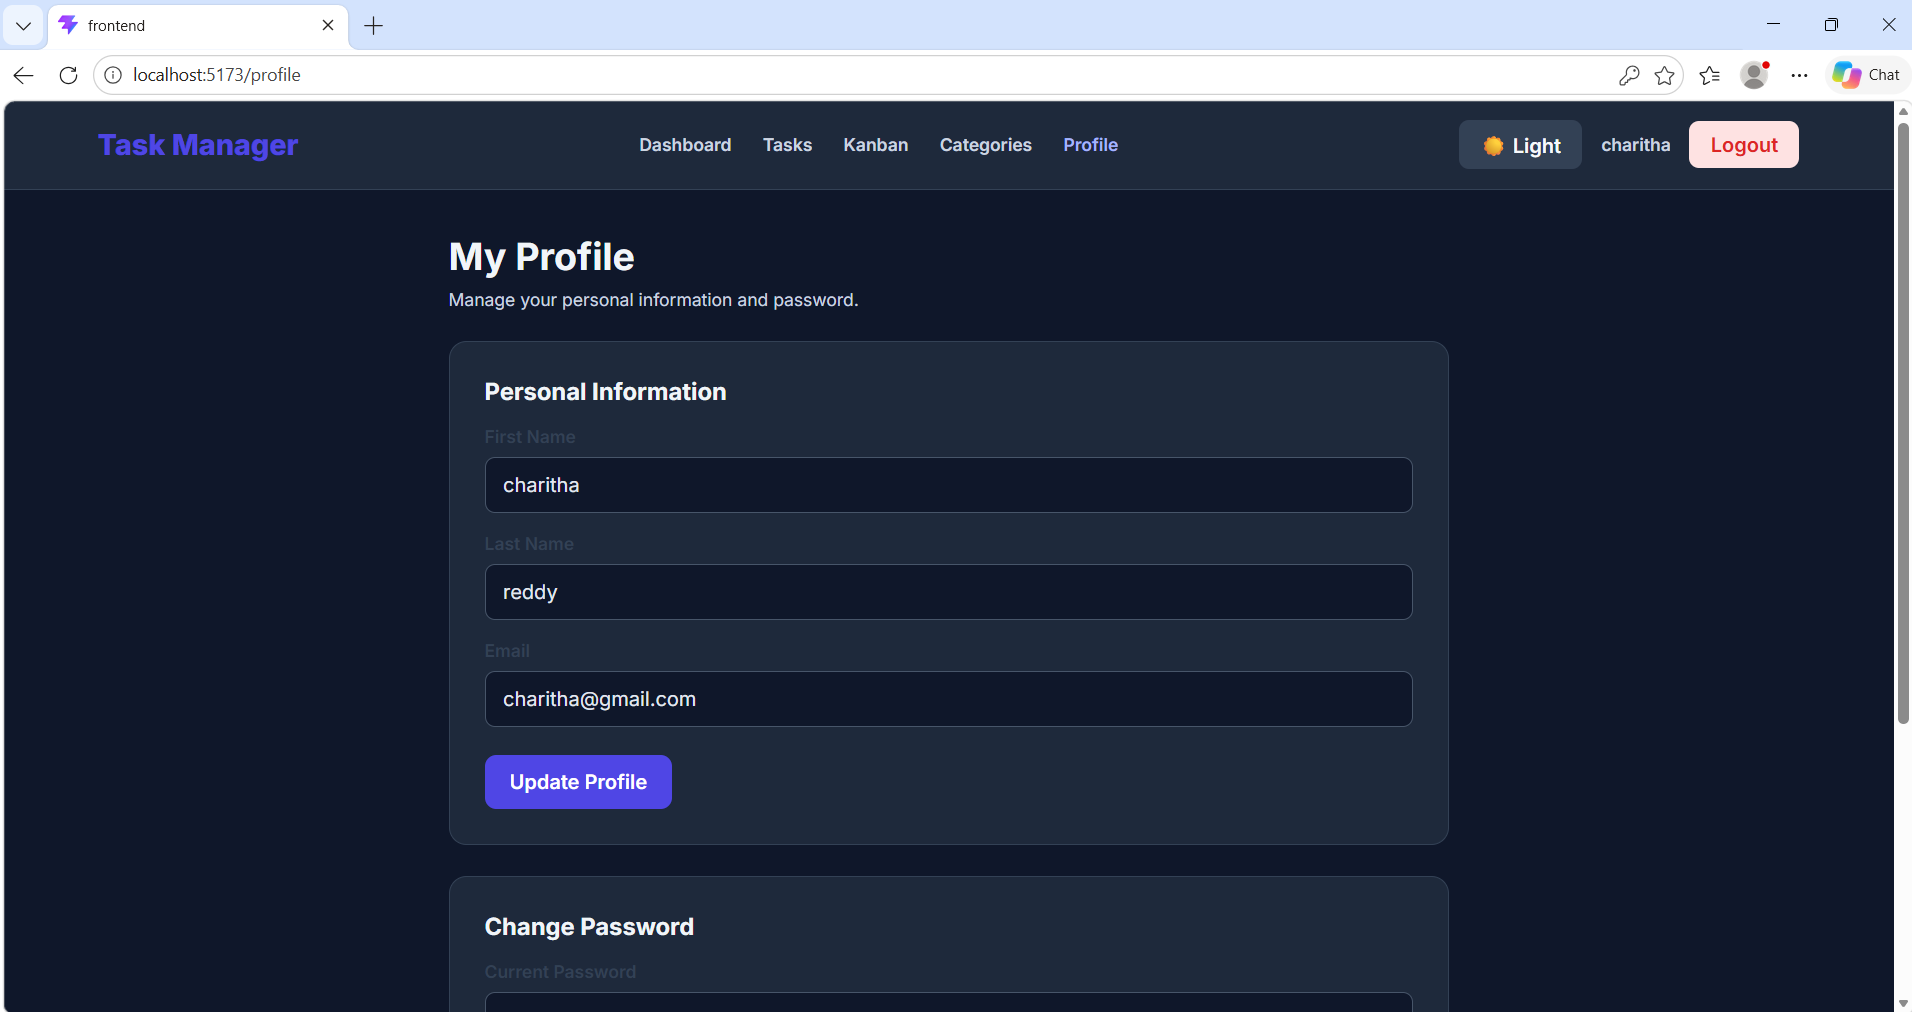 frontend
localhost:5173/profile
Chat
Task Manager
Dashboard Tasks Kanban Categories Profile
Light charitha Logout
My Profile
Manage your personal information and password.
Personal Information
First Name
charitha
Last Name
reddy
Email
charitha@gmail.com
Update Profile
Change Password
Current Password